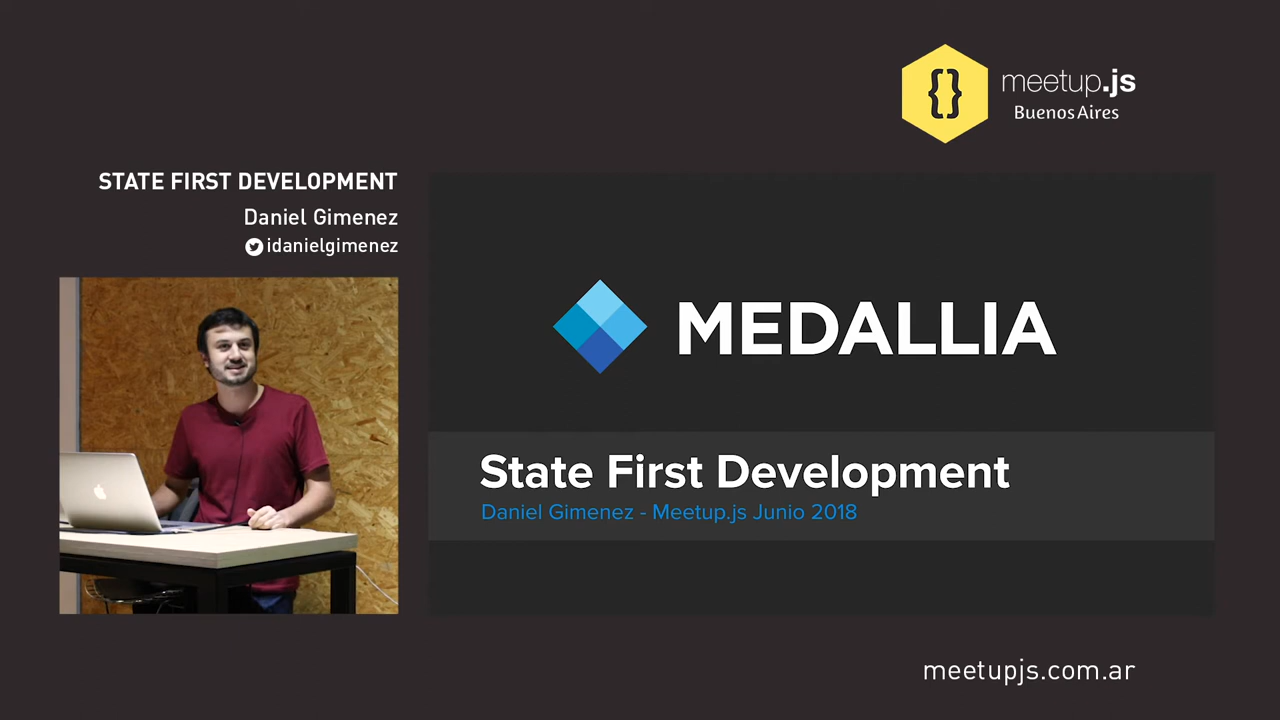 meetup.js
Buenos Aires
STATE FIRST DEVELOPMENT
Daniel Gimenez
idanielgimenez
MEDALLIA
State First Development
Daniel Gimenez - Meetup.js Junio 2018
meetupjs.com.ar